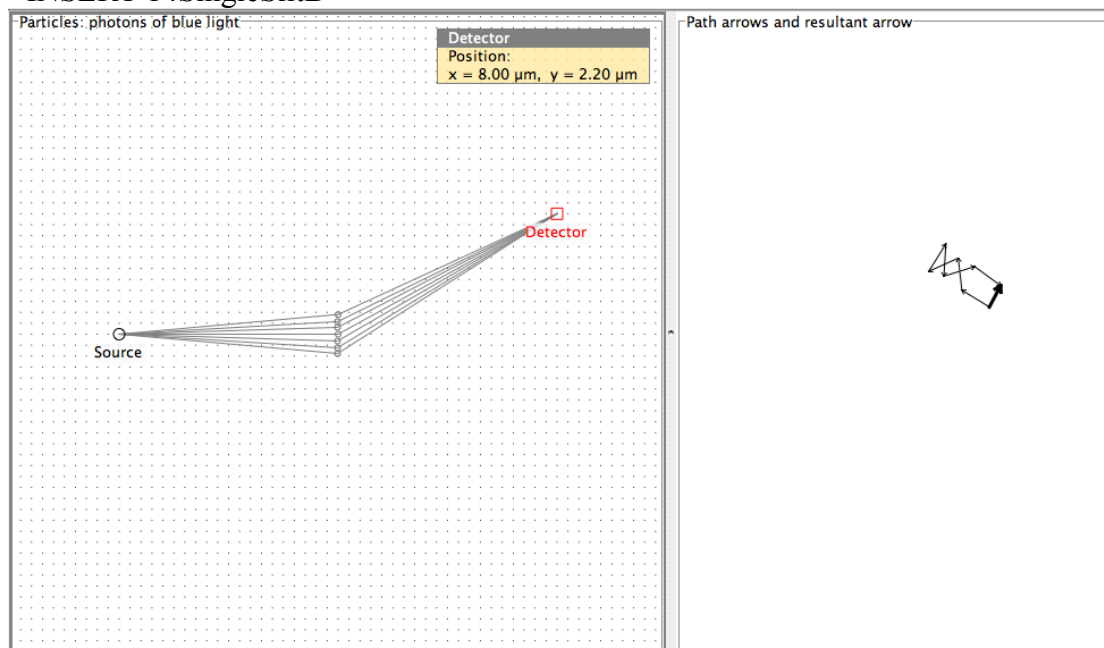 Particles: photons of blue light
Path arrows and resultant arrow
Detector
Position:
x = 8.00 μm, y = 2.20 μm
Detector
Source